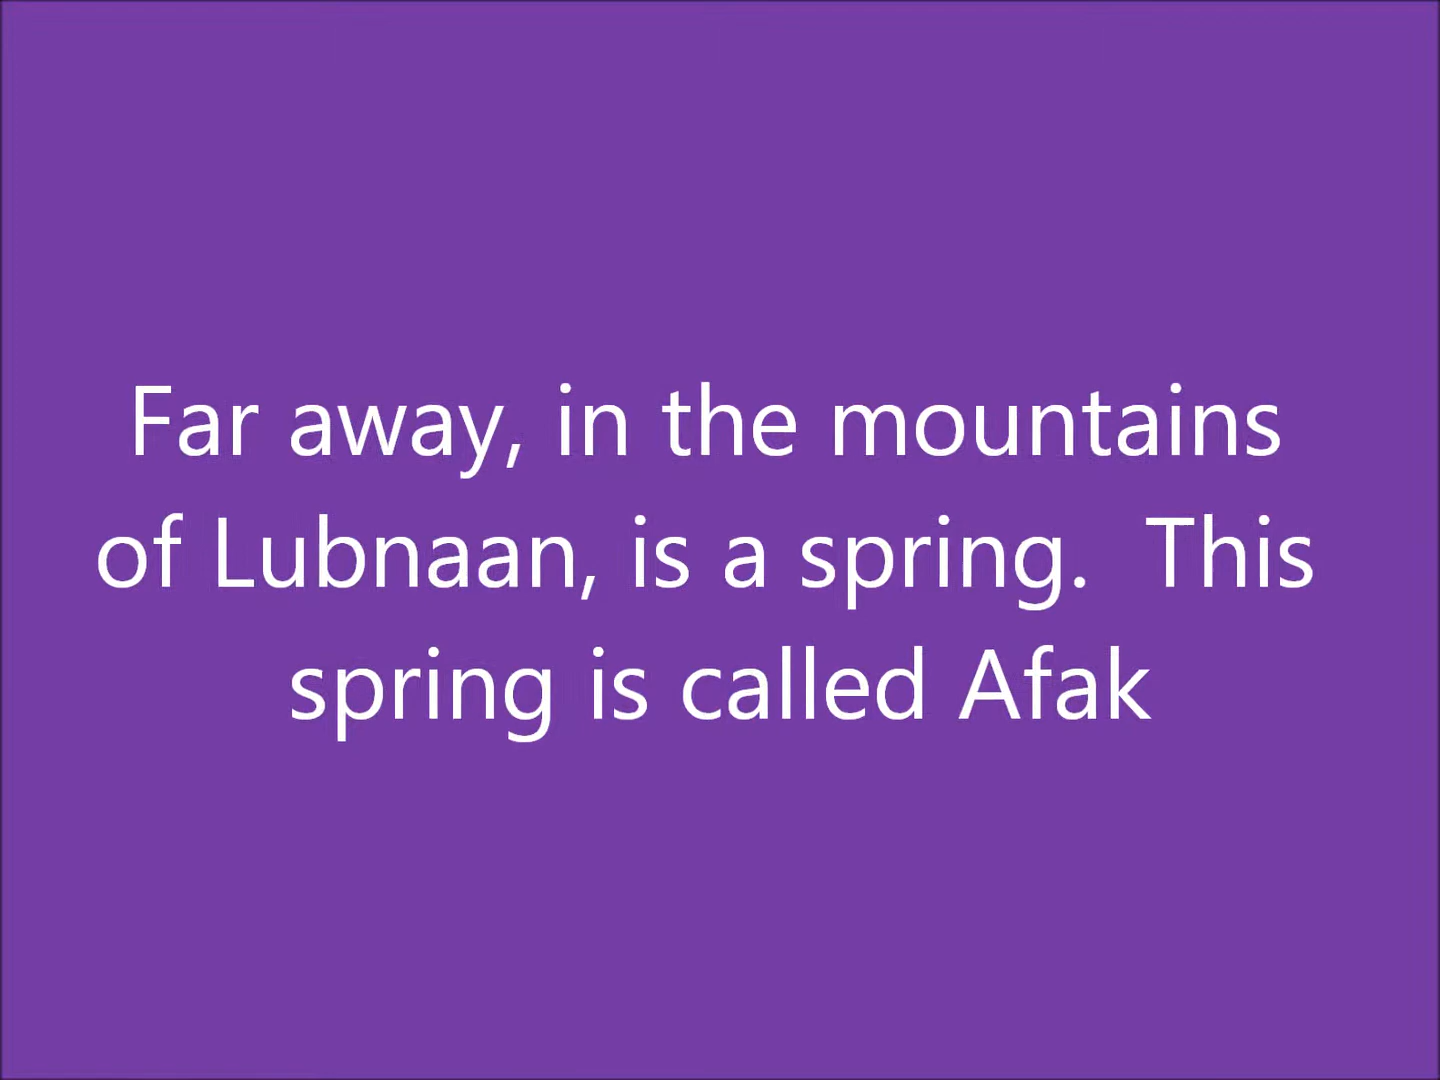 Far away, in the mountains
of Lubnaan, is a spring.  This
spring is called Afak